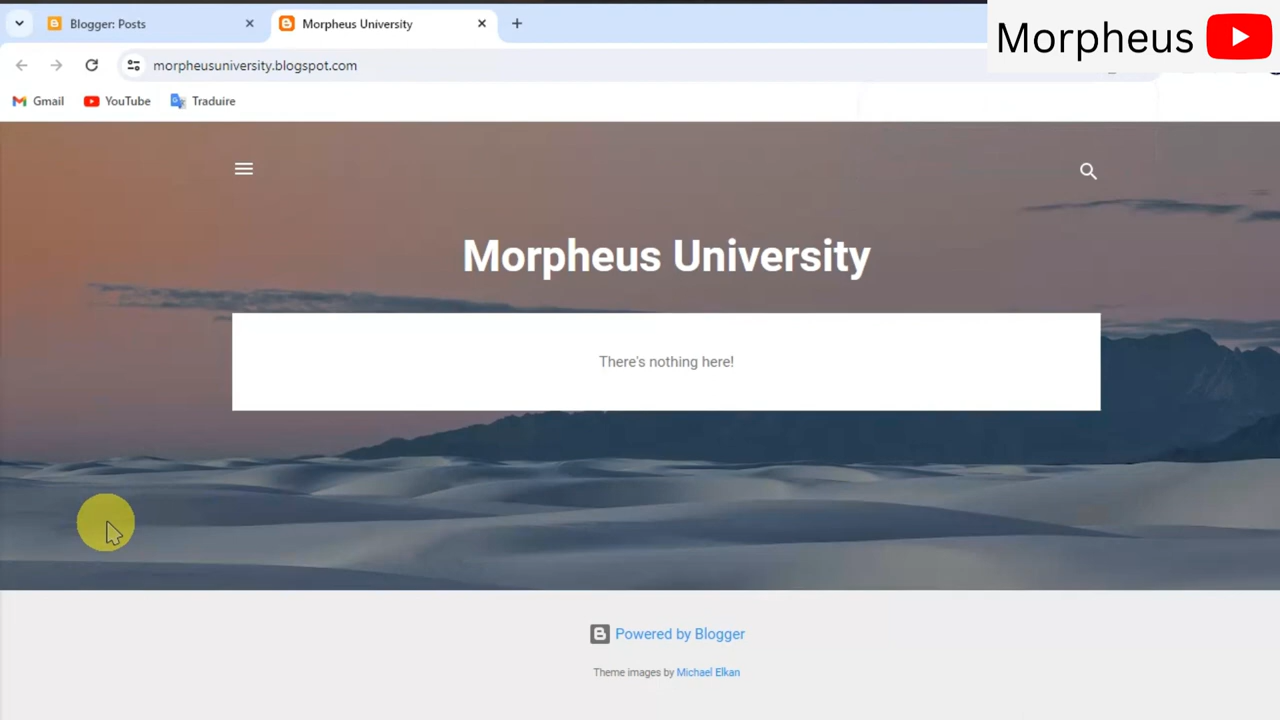 Blogger: Posts
Morpheus University
Morpheus
morpheusuniversity.blogspot.com
Gmail
YouTube
Traduire
Morpheus University
There's nothing here!
Powered by Blogger
Theme images by Michael Elkan